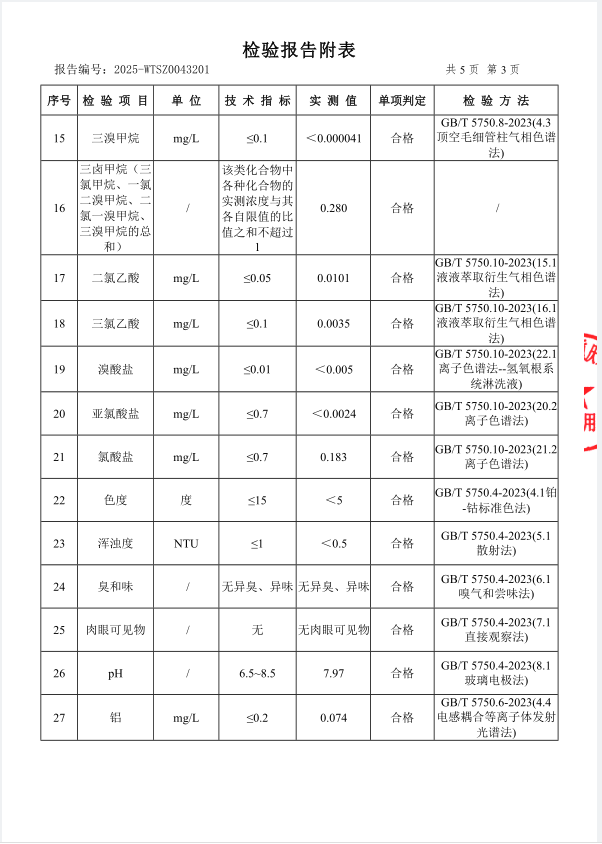 检验报告附表
报告编号：2025-WTSZ0043201 共 5 页 第 3 页
序号 检 验 项 目 单 位 技 术 指 标 实 测 值 单项判定 检 验 方 法
15 三溴甲烷 mg/L ≤0.1 ＜0.000041 合格 GB/T 5750.8-2023(4.3
顶空毛细管柱气相色谱
法)
16 三卤甲烷（三
氯甲烷、一氯
二溴甲烷、二
氯一溴甲烷、
三溴甲烷的总
和） / 该类化合物中
各种化合物的
实测浓度与其
各自限值的比
值之和不超过
1 0.280 合格 /
17 二氯乙酸 mg/L ≤0.05 0.0101 合格 GB/T 5750.10-2023(15.1
液液萃取衍生气相色谱
法)
18 三氯乙酸 mg/L ≤0.1 0.0035 合格 GB/T 5750.10-2023(16.1
液液萃取衍生气相色谱
法)
19 溴酸盐 mg/L ≤0.01 ＜0.005 合格 GB/T 5750.10-2023(22.1
离子色谱法--氢氧根系
统淋洗液)
20 亚氯酸盐 mg/L ≤0.7 ＜0.0024 合格 GB/T 5750.10-2023(20.2
离子色谱法)
21 氯酸盐 mg/L ≤0.7 0.183 合格 GB/T 5750.10-2023(21.2
离子色谱法)
22 色度 度 ≤15 ＜5 合格 GB/T 5750.4-2023(4.1铂
-钴标准色法)
23 浑浊度 NTU ≤1 ＜0.5 合格 GB/T 5750.4-2023(5.1
散射法)
24 臭和味 / 无异臭、异味 无异臭、异味 合格 GB/T 5750.4-2023(6.1
嗅气和尝味法)
25 肉眼可见物 / 无 无肉眼可见物 合格 GB/T 5750.4-2023(7.1
直接观察法)
26 pH / 6.5~8.5 7.97 合格 GB/T 5750.4-2023(8.1
玻璃电极法)
27 铝 mg/L ≤0.2 0.074 合格 GB/T 5750.6-2023(4.4
电感耦合等离子体发射
光谱法)
用